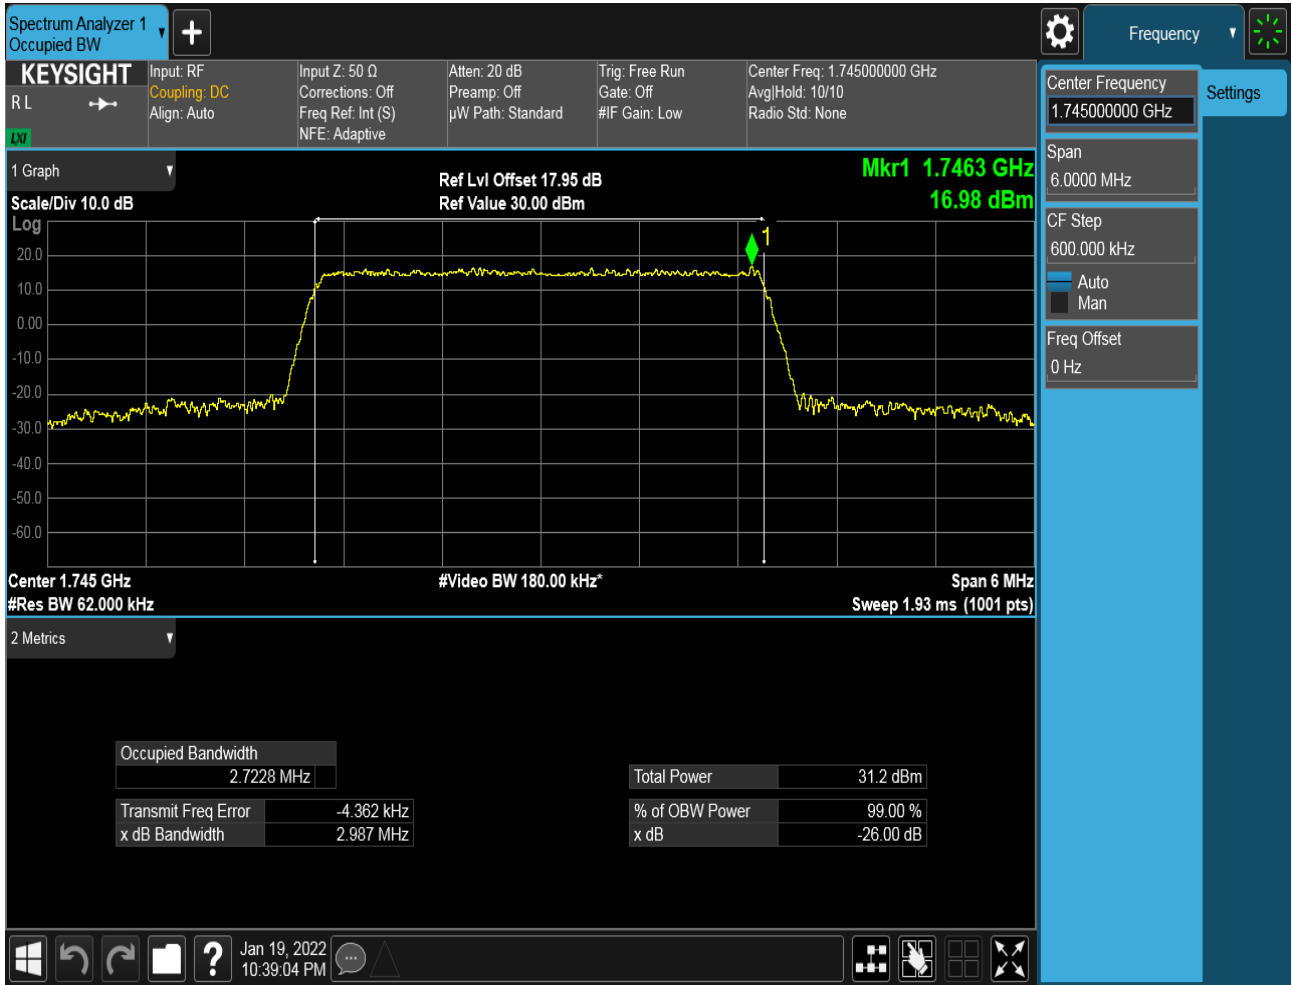 Spectrum Analyzer 1
Occupied BW
Frequency
KEYSIGHT
R L
LXI
Input: RF
Coupling: DC
Align: Auto
Input Z: 50 Ω
Corrections: Off
Freq Ref: Int (S)
NFE: Adaptive
Atten: 20 dB
Preamp: Off
µW Path: Standard
Trig: Free Run
Gate: Off
#IF Gain: Low
Center Freq: 1.745000000 GHz
Avg|Hold: 10/10
Radio Std: None
Center Frequency
1.745000000 GHz
Settings
Span
6.0000 MHz
CF Step
600.000 kHz
Auto
Man
Freq Offset
0 Hz
1 Graph
Scale/Div 10.0 dB
Ref Lvl Offset 17.95 dB
Ref Value 30.00 dBm
Mkr1 1.7463 GHz
16.98 dBm
Log
1
20.0
10.0
0.00
-10.0
-20.0
-30.0
-40.0
-50.0
-60.0
Center 1.745 GHz
#Video BW 180.00 kHz*
Span 6 MHz
#Res BW 62.000 kHz
Sweep 1.93 ms (1001 pts)
2 Metrics
Occupied Bandwidth
2.7228 MHz
Transmit Freq Error -4.362 kHz
x dB Bandwidth 2.987 MHz
Total Power 31.2 dBm
% of OBW Power 99.00 %
x dB -26.00 dB
?
Jan 19, 2022
10:39:04 PM